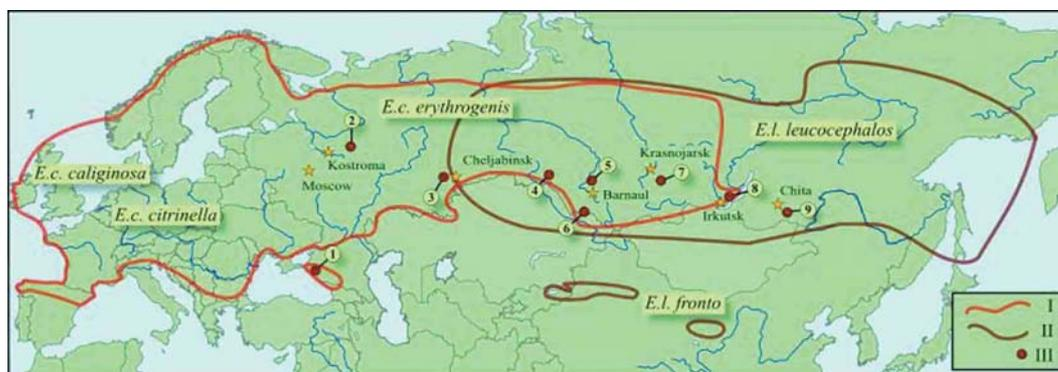 E.c. erythrogenis
2
E.l. leucocephalos
Kostroma
Krasnojarsk
5
E.c. caliginosa
Moscow
Cheljabinsk
7
3
4
Barnaul
8
Chita
E.c. citrinella
6
Irkutsk
9
1
E.l. fronto
I
II
III